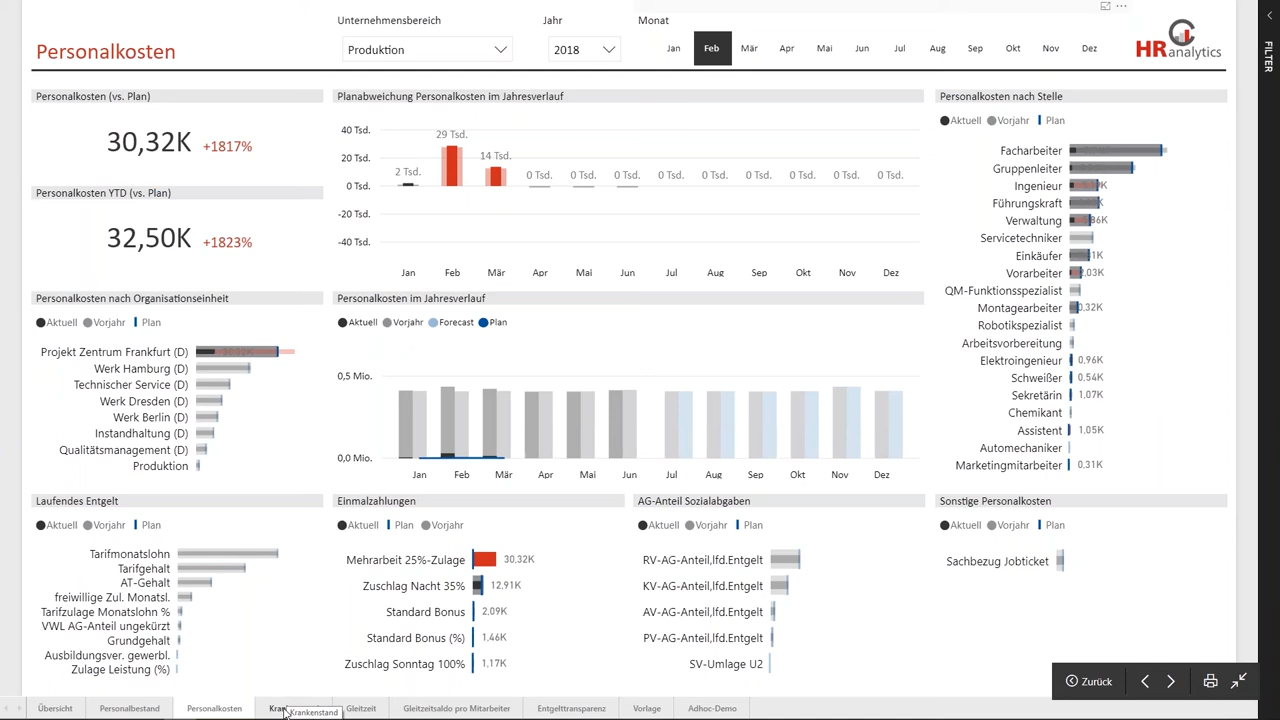 Unternehmensbereich
Jahr
Monat
Personalkosten
Produktion
2018
Jan Feb Mär Apr Mai Jun Jul Aug Sep Okt Nov Dez
HRanalytics
FILTER
Personalkosten (vs. Plan)
30,32K +1817%
Personalkosten YTD (vs. Plan)
32,50K +1823%
Planabweichung Personalkosten im Jahresverlauf
40 Tsd.
20 Tsd.
0 Tsd.
-20 Tsd.
-40 Tsd.
2 Tsd. 29 Tsd. 14 Tsd. 0 Tsd. 0 Tsd. 0 Tsd. 0 Tsd. 0 Tsd. 0 Tsd. 0 Tsd. 0 Tsd. 0 Tsd.
Jan Feb Mär Apr Mai Jun Jul Aug Sep Okt Nov Dez
Personalkosten nach Stelle
Aktuell Vorjahr Plan
Facharbeiter
Gruppenleiter
Ingenieur
Führungskraft
Verwaltung
Servicetechniker
Einkäufer
Vorarbeiter
QM-Funktionsspezialist
Montagearbeiter
Robotikspezialist
Arbeitsvorbereitung
Elektroingenieur 0,96K
Schweißer 0,54K
Sekretärin 1,07K
Chemikant
Assistent 1,05K
Automechaniker
Marketingmitarbeiter 0,31K
Personalkosten nach Organisationseinheit
Aktuell Vorjahr Plan
Projekt Zentrum Frankfurt (D)
Werk Hamburg (D)
Technischer Service (D)
Werk Dresden (D)
Werk Berlin (D)
Instandhaltung (D)
Qualitätsmanagement (D)
Produktion
Personalkosten im Jahresverlauf
Aktuell Vorjahr Forecast Plan
0,5 Mio.
0,0 Mio.
Jan Feb Mär Apr Mai Jun Jul Aug Sep Okt Nov Dez
Laufendes Entgelt
Aktuell Vorjahr Plan
Tarifmonatslohn
Tarifgehalt
AT-Gehalt
freiwillige Zul. Monatsl.
Tarifzulage Monatslohn %
VWL AG-Anteil ungekürzt
Grundgehalt
Ausbildungsver. gewerbl.
Zulage Leistung (%)
Einmalzahlungen
Aktuell Plan Vorjahr
Mehrarbeit 25%-Zulage 30,32K
Zuschlag Nacht 35% 12,91K
Standard Bonus 2,09K
Standard Bonus (%) 1,46K
Zuschlag Sonntag 100% 1,17K
AG-Anteil Sozialabgaben
Aktuell Vorjahr Plan
RV-AG-Anteil,lfd.Entgelt
KV-AG-Anteil,lfd.Entgelt
AV-AG-Anteil,lfd.Entgelt
PV-AG-Anteil,lfd.Entgelt
SV-Umlage U2
Sonstige Personalkosten
Aktuell Vorjahr Plan
Sachbezug Jobticket
Zurück
Übersicht Personalbestand Personalkosten Gleitzeit Gleitzeitsaldo pro Mitarbeiter Entgelttransparenz Vorlage Adhoc-Demo
Krankenstand